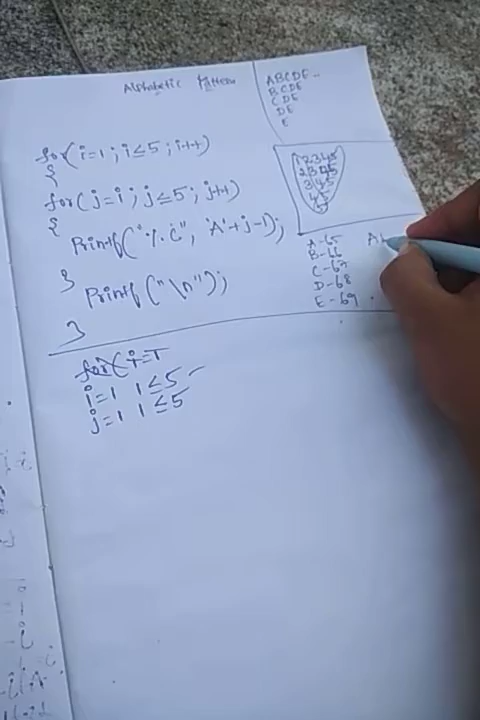 Alphabetic Pattern
ABCDE ..
BCDE
CDE
DE
E
for(i=1 ; i≤5 ; i++)
{
for(j=i ; j≤5 ; j++)
{
Printf("%c", 'A'+j-1);
}
Printf("\n");
}
12345
2345
345
45
5
A-65
B-66
C-67
D-68
E-69
for(i=1
i=1 1≤5
j=1 1≤5